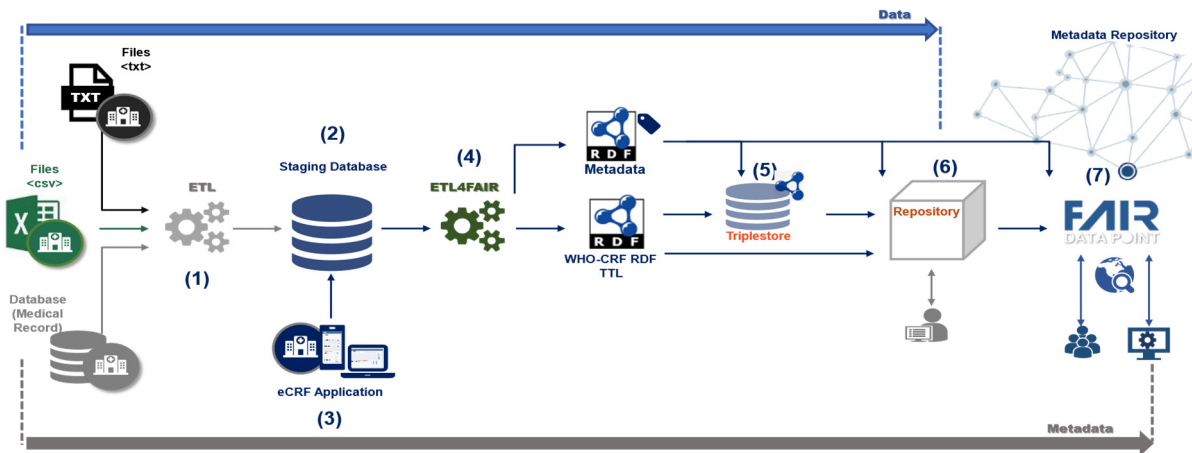 Data
Files
<txt>
TXT
Files
<csv>
X
Database
(Medical
Record)
ETL
(1)
(2)
Staging Database
(3)
eCRF Application
(4)
ETL4FAIR
RDF
Metadata
RDF
WHO-CRF RDF
TTL
(5)
Triplestore
(6)
Repository
Metadata Repository
(7)
FAIR
DATA POINT
Metadata